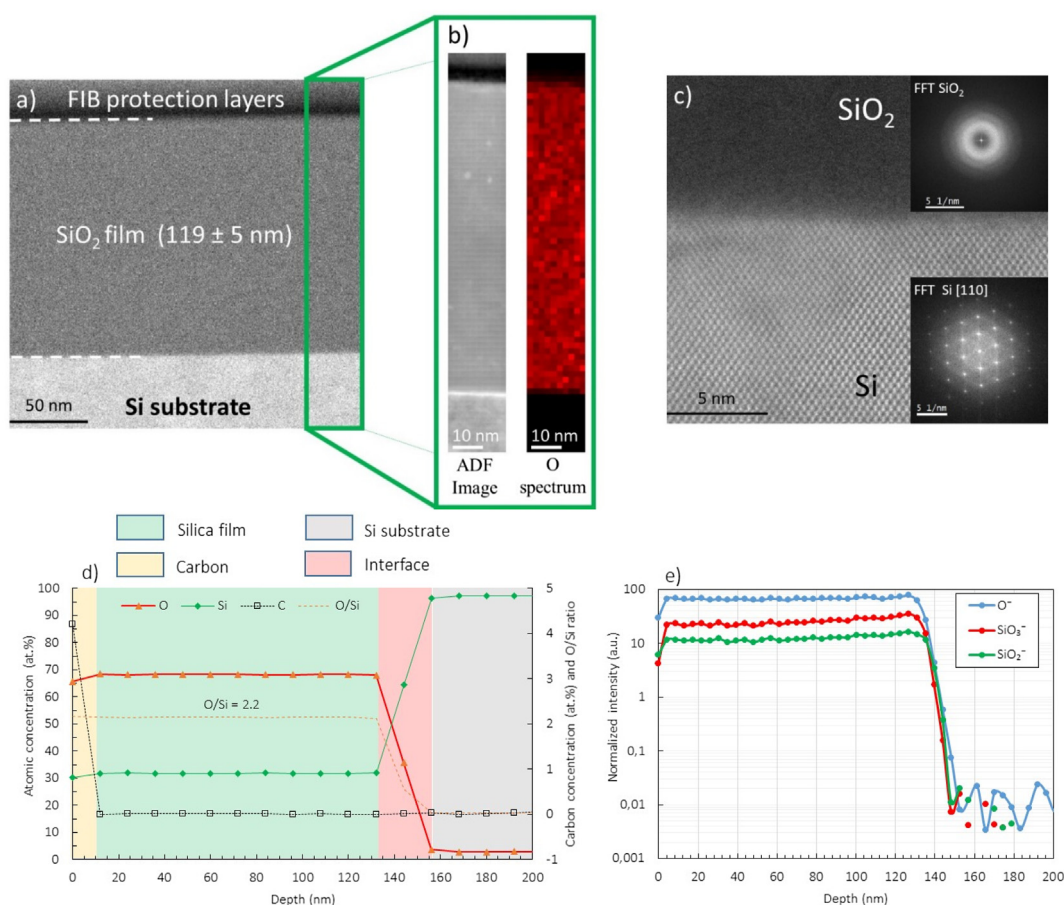 a)
FIB protection layers
SiO₂ film (119 ± 5 nm)
50 nm
Si substrate
b)
10 nm
10 nm
ADF
Image
O
spectrum
c)
SiO₂
FFT SiO₂
5 1/nm
FFT Si [110]
5 1/nm
5 nm
Si
Silica film
Si substrate
Carbon
Interface
d)
O
Si
C
O/Si
O/Si = 2.2
Atomic concentration (at.%)
100
90
80
70
60
50
40
30
20
10
0
5
4
3
2
1
0
-1
Carbon concentration (at.%) and O/Si ratio
0
20
40
60
80
100
120
140
160
180
200
Depth (nm)
e)
O⁻
SiO₃⁻
SiO₂⁻
Normalized intensity (a.u.)
100
10
1
0,1
0,01
0,001
0
20
40
60
80
100
120
140
160
180
200
Depth (nm)